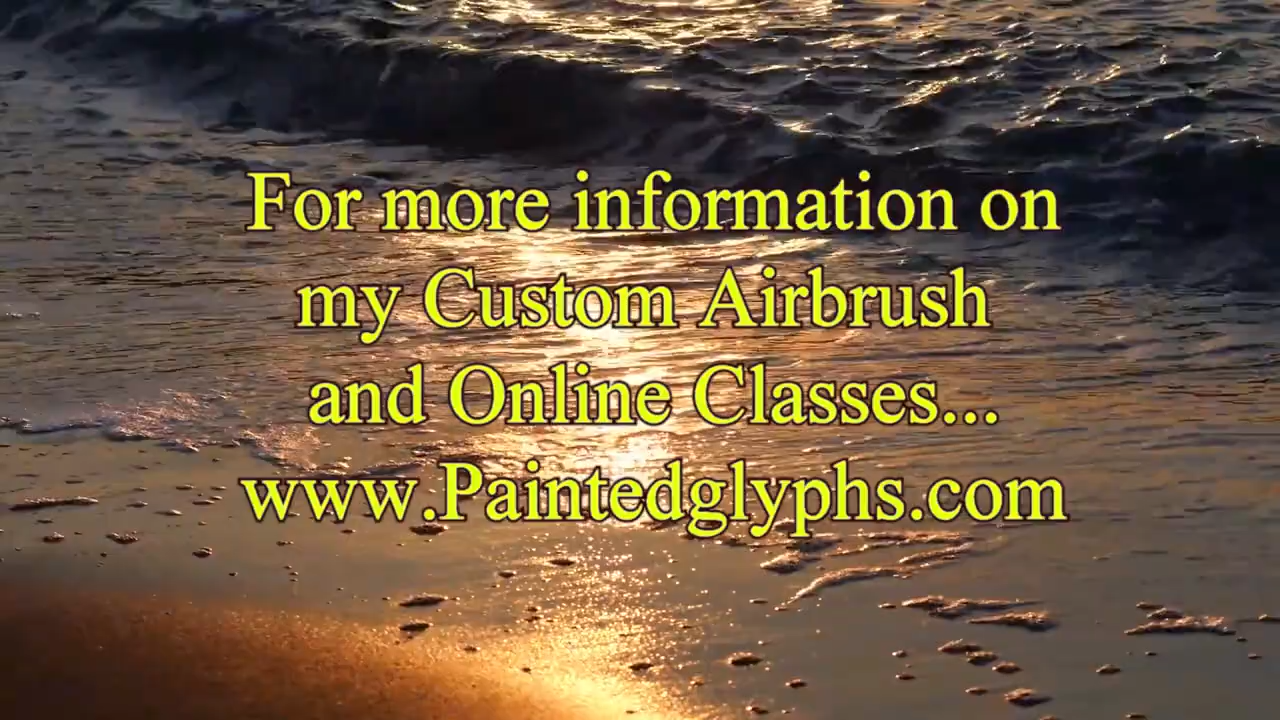 For more information on
my Custom Airbrush
and Online Classes...
www.Paintedglyphs.com